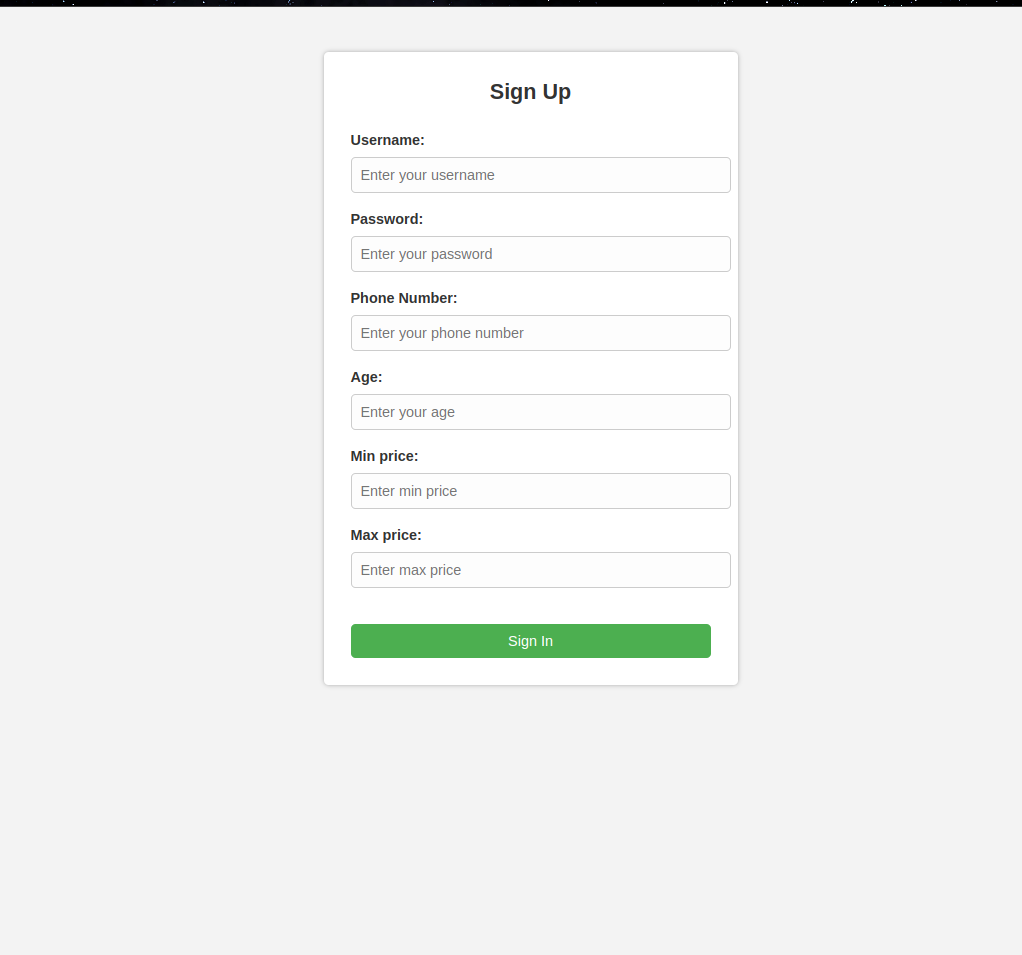 Sign Up
Username:
Enter your username
Password:
Enter your password
Phone Number:
Enter your phone number
Age:
Enter your age
Min price:
Enter min price
Max price:
Enter max price
Sign In